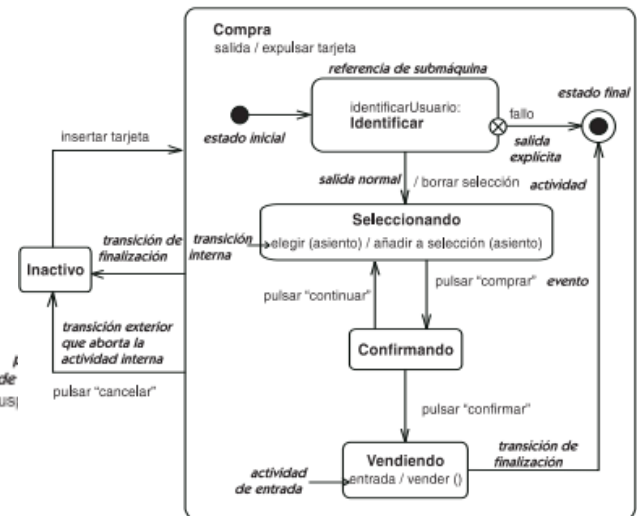 Compra
salida / expulsar tarjeta
referencia de submáquina
estado final
identificarUsuario:
Identificar
fallo
insertar tarjeta
estado inicial
salida
explícita
salida normal
/ borrar selección
actividad
Seleccionando
transición de
finalización
transición
interna
elegir (asiento) / añadir a selección (asiento)
Inactivo
pulsar "continuar"
pulsar "comprar"
evento
transición exterior
que aborta la
actividad interna
Confirmando
de
pulsar "cancelar"
pulsar "confirmar"
transición de
finalización
Vendiendo
entrada / vender ()
actividad
de entrada